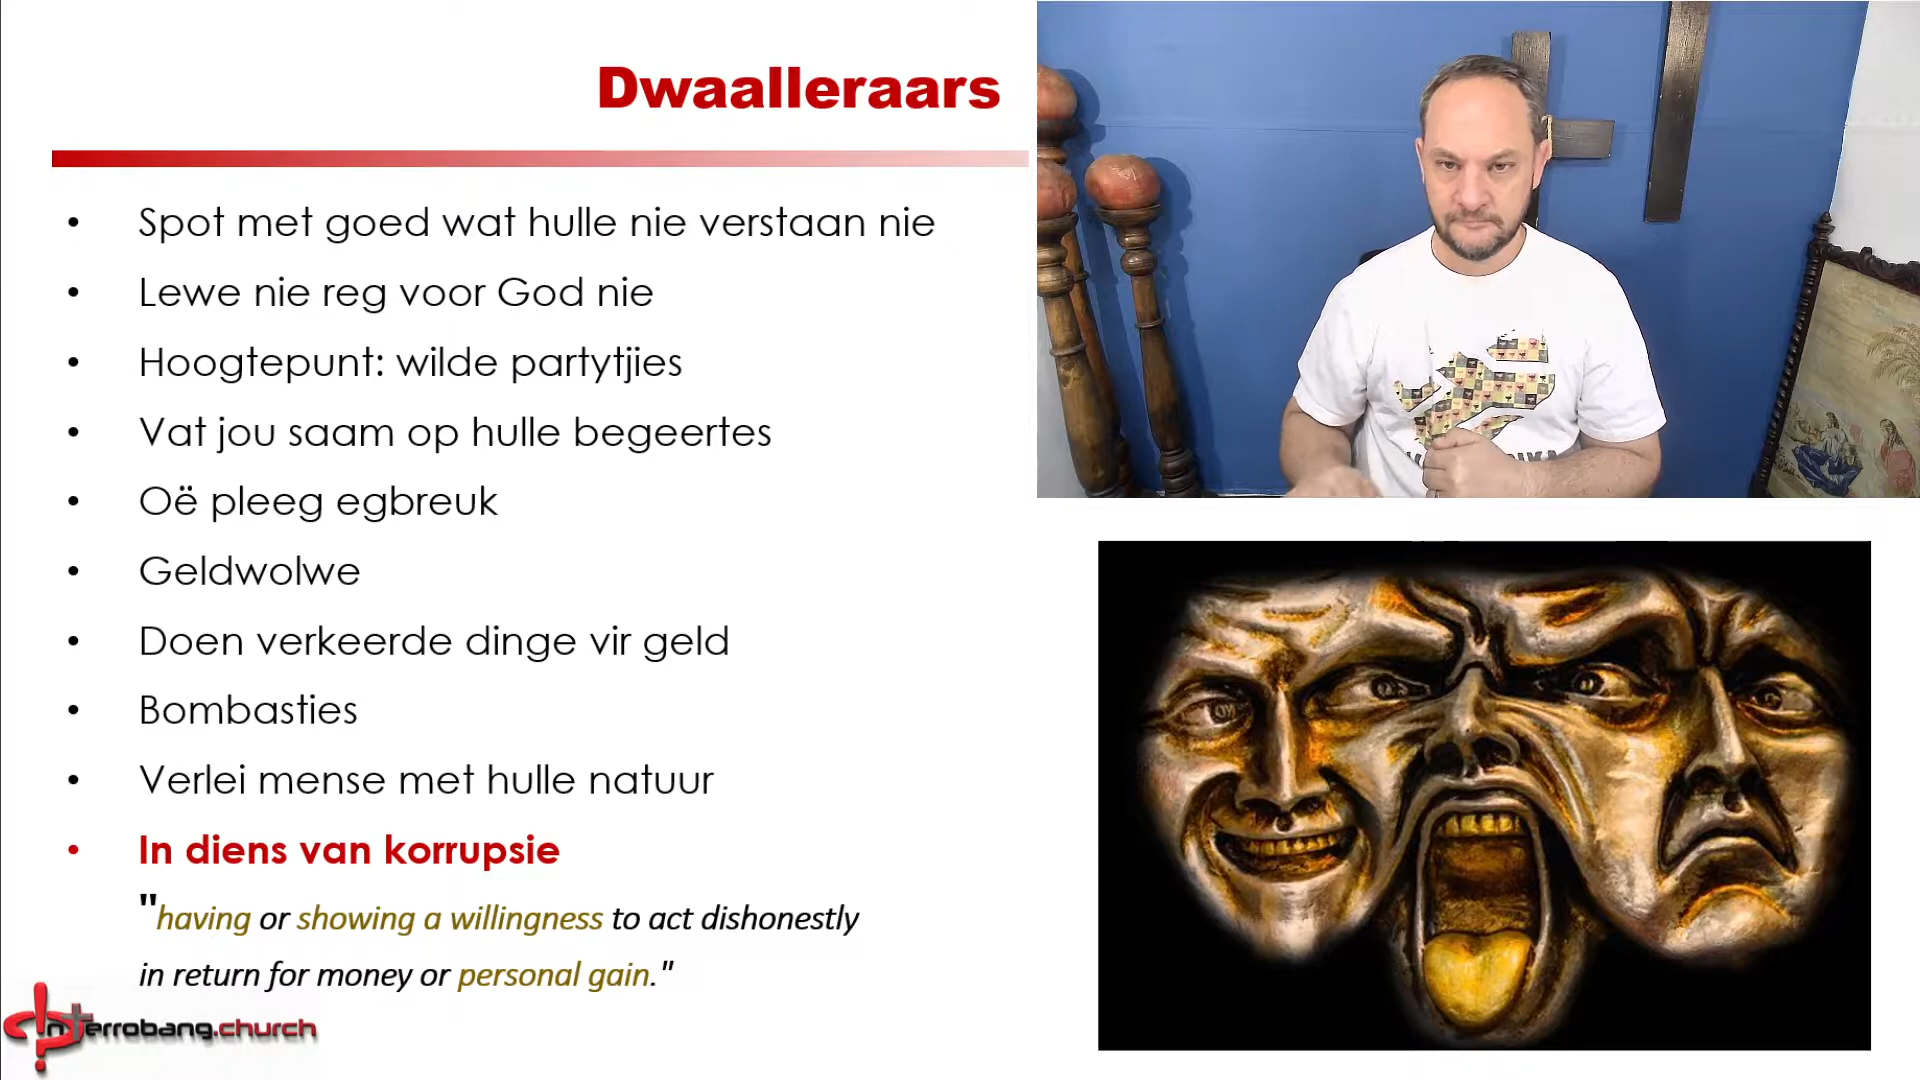 Dwaalleraars
• Spot met goed wat hulle nie verstaan nie
• Lewe nie reg voor God nie
• Hoogtepunt: wilde partytjies
• Vat jou saam op hulle begeertes
• Oë pleeg egbreuk
• Geldwolwe
• Doen verkeerde dinge vir geld
• Bombasties
• Verlei mense met hulle natuur
• In diens van korrupsie
"having or showing a willingness to act dishonestly
in return for money or personal gain."
nterrobang.church